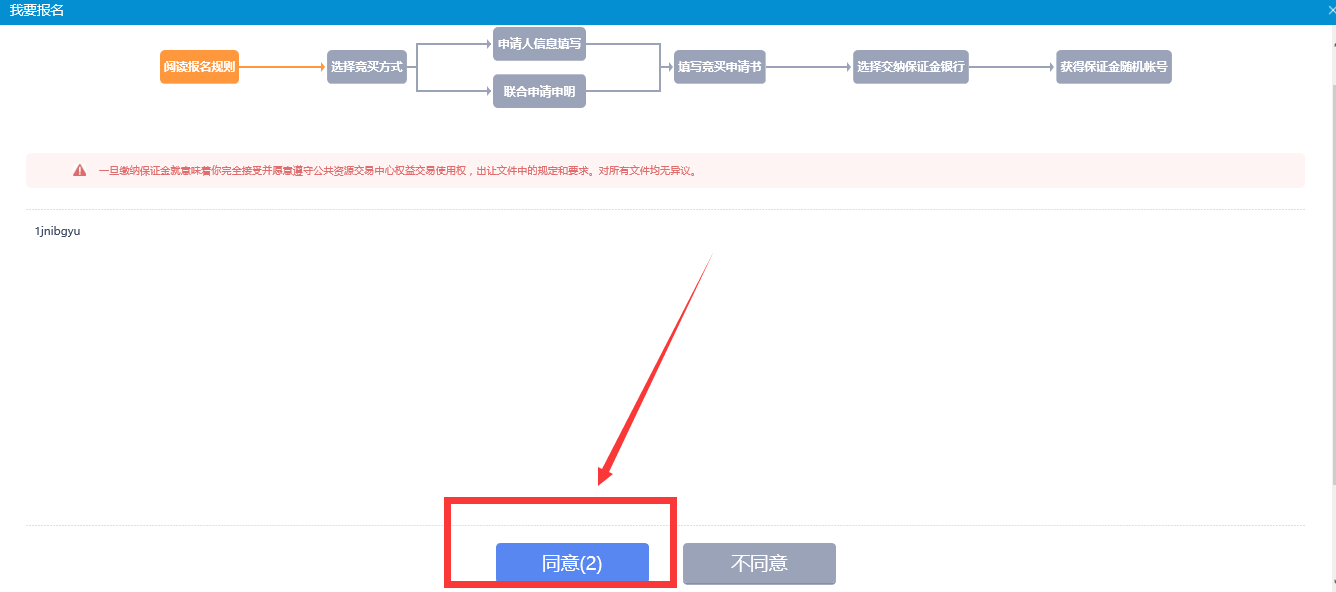 我要报名
阅读报名规则
选择竞买方式
申请人信息填写
联合申请申明
填写竞买申请书
选择交纳保证金银行
获得保证金随机帐号
一旦缴纳保证金就意味着你完全接受并愿意遵守公共资源交易中心权益交易使用权，出让文件中的规定和要求。对所有文件均无异议。
1jnibgyu
同意(2)
不同意